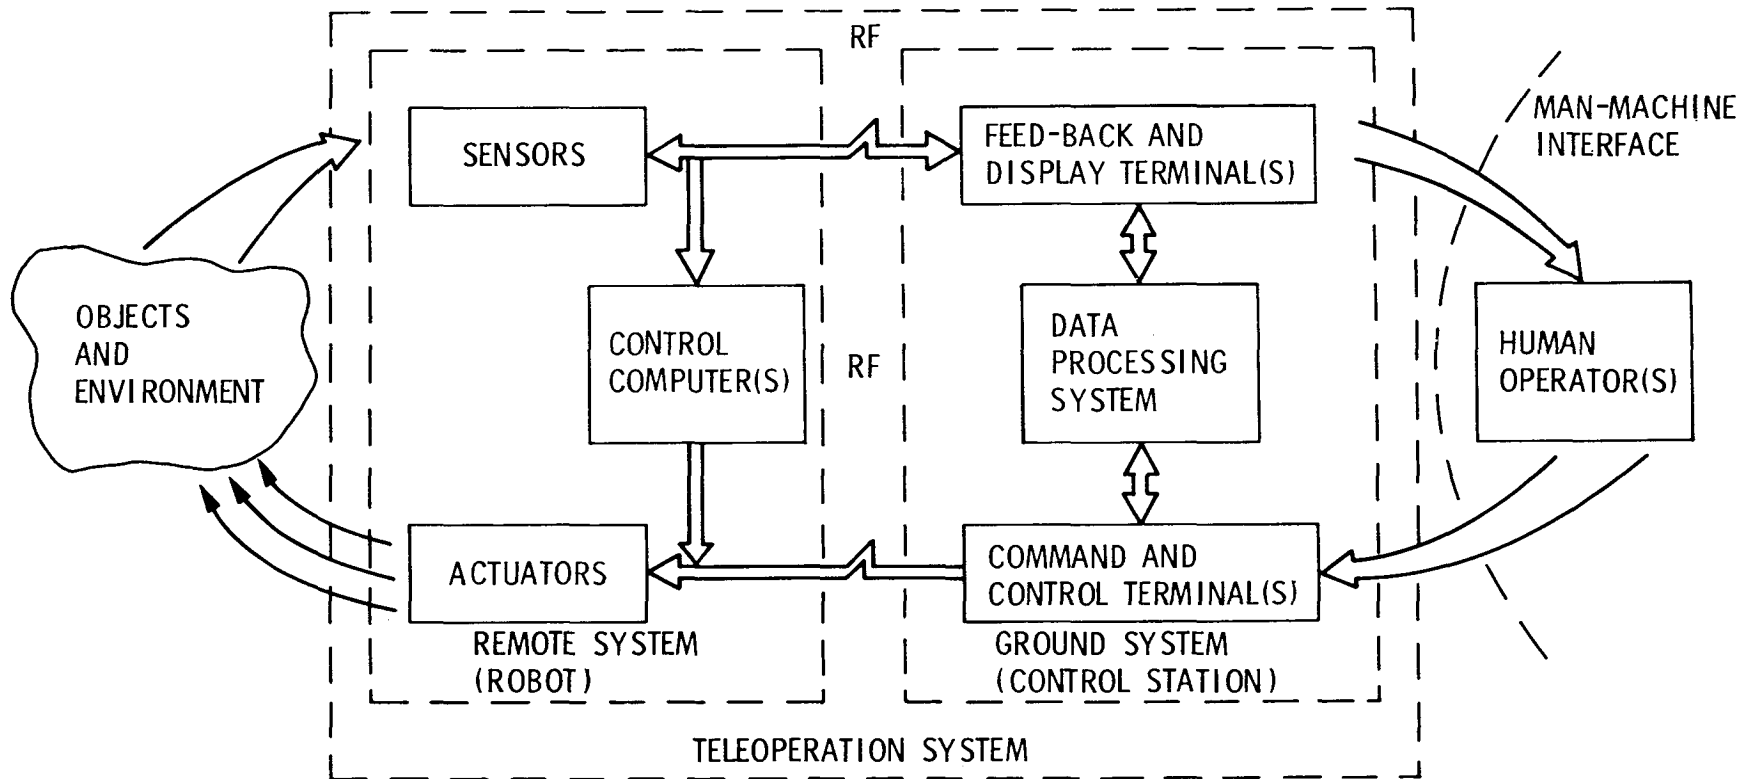 RF
MAN-MACHINE
INTERFACE
SENSORS
FEED-BACK AND
DISPLAY TERMINAL(S)
OBJECTS
AND
ENVIRONMENT
CONTROL
COMPUTER(S)
RF
DATA
PROCESSING
SYSTEM
HUMAN
OPERATOR(S)
ACTUATORS
COMMAND AND
CONTROL TERMINAL(S)
REMOTE SYSTEM
(ROBOT)
GROUND SYSTEM
(CONTROL STATION)
TELEOPERATION SYSTEM